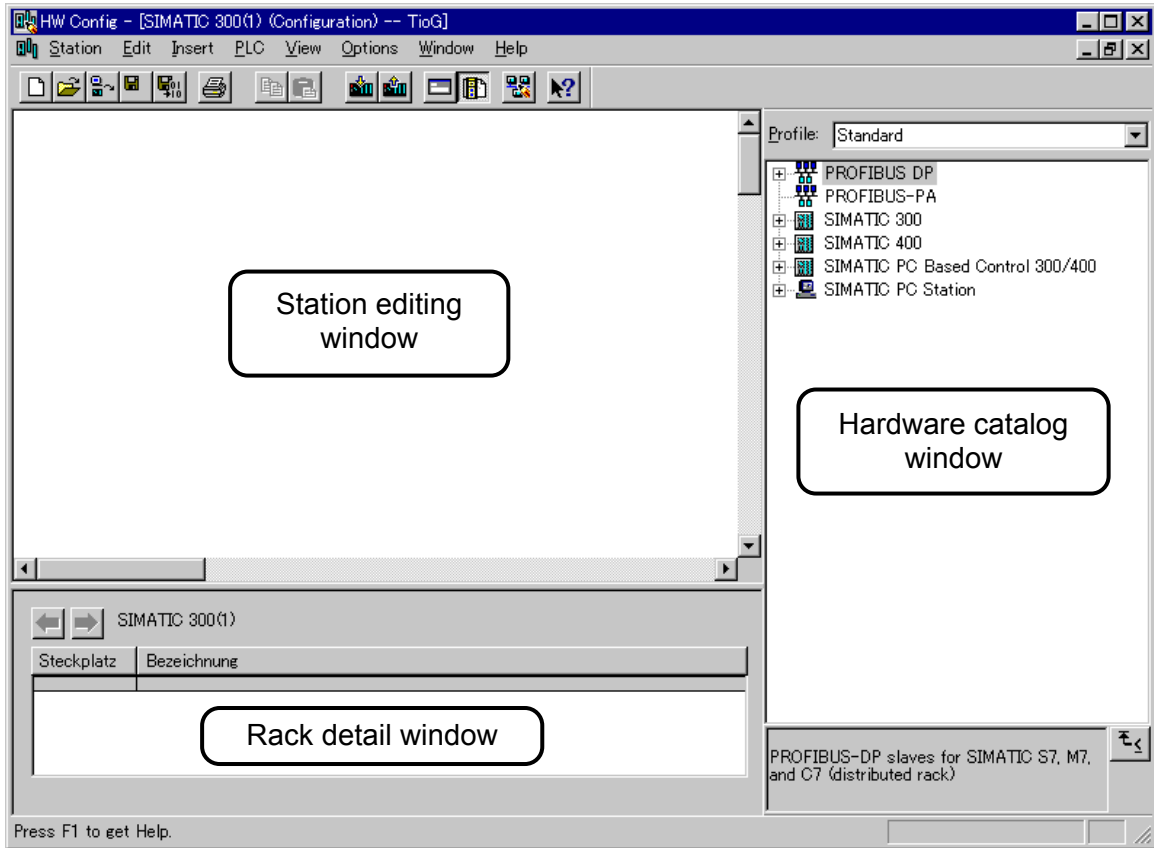 HW Config - [SIMATIC 300(1) (Configuration) -- TioG]
Station Edit Insert PLC View Options Window Help
Profile: Standard
PROFIBUS DP
PROFIBUS-PA
SIMATIC 300
SIMATIC 400
SIMATIC PC Based Control 300/400
SIMATIC PC Station
Station editing
window
Hardware catalog
window
SIMATIC 300(1)
Steckplatz Bezeichnung
Rack detail window
PROFIBUS-DP slaves for SIMATIC S7, M7,
and C7 (distributed rack)
Press F1 to get Help.